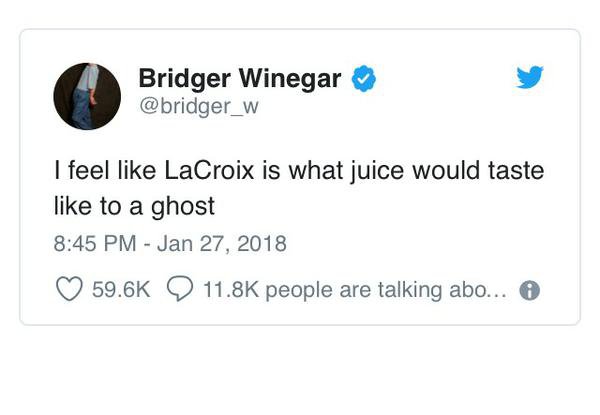 Bridger Winegar
@bridger_w
I feel like LaCroix is what juice would taste
like to a ghost
8:45 PM - Jan 27, 2018
59.6K 11.8K people are talking abo...